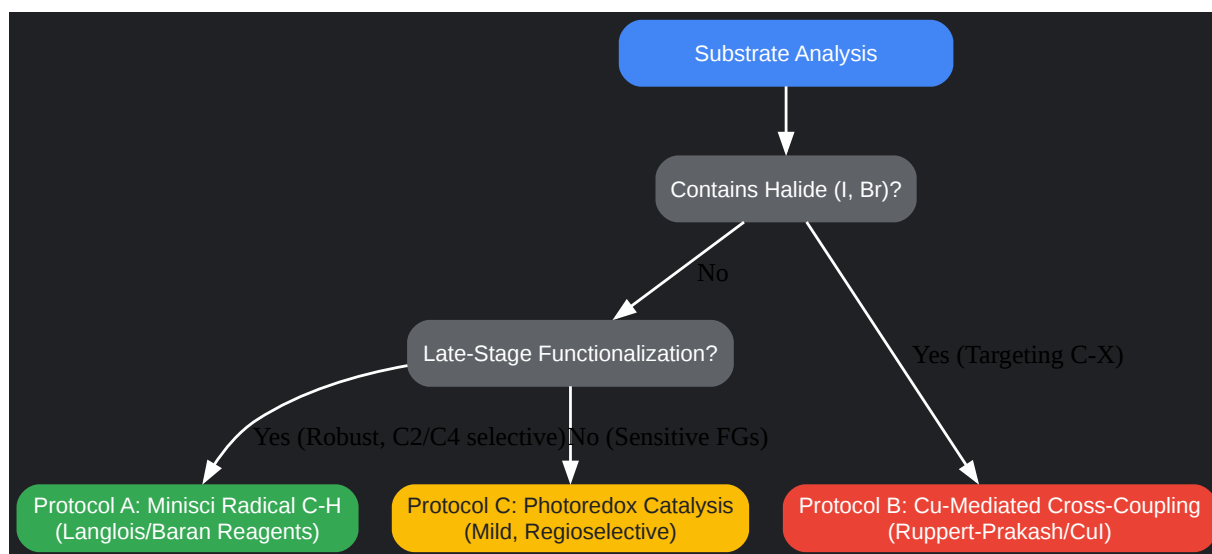 Substrate Analysis
Contains Halide (I, Br)?
No
Late-Stage Functionalization?
Yes (Targeting C-X)
Yes (Robust, C2/C4 selective)
No (Sensitive FGs)
Protocol A: Minisci Radical C-H
(Langlois/Baran Reagents)
Protocol C: Photoredox Catalysis
(Mild, Regioselective)
Protocol B: Cu-Mediated Cross-Coupling
(Ruppert-Prakash/CuI)